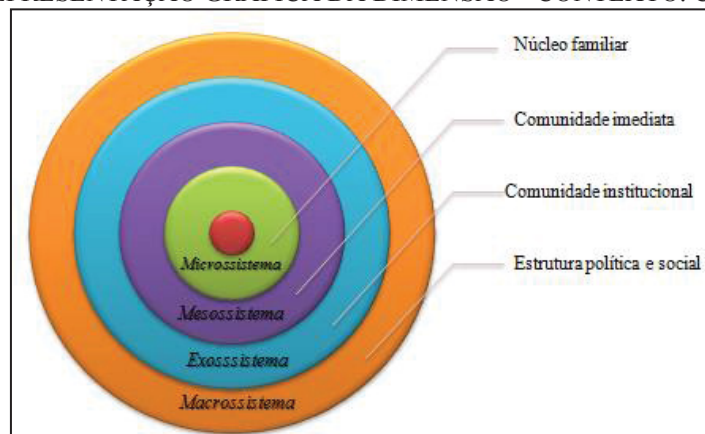 Núcleo familiar
Comunidade imediata
Comunidade institucional
Estrutura política e social
Microssistema
Mesossistema
Exosssistema
Macrossistema